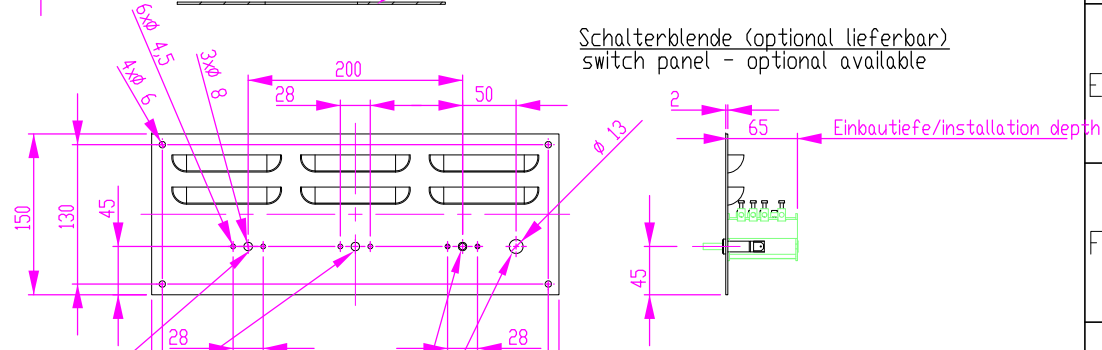 Schalterblende (optional lieferbar)
switch panel - optional available
6xø 4,5
4xø 6
3xø 8
200
28
50
ø 13
2
65
Einbautiefe/installation depth
150
130
45
45
28
28
E
F